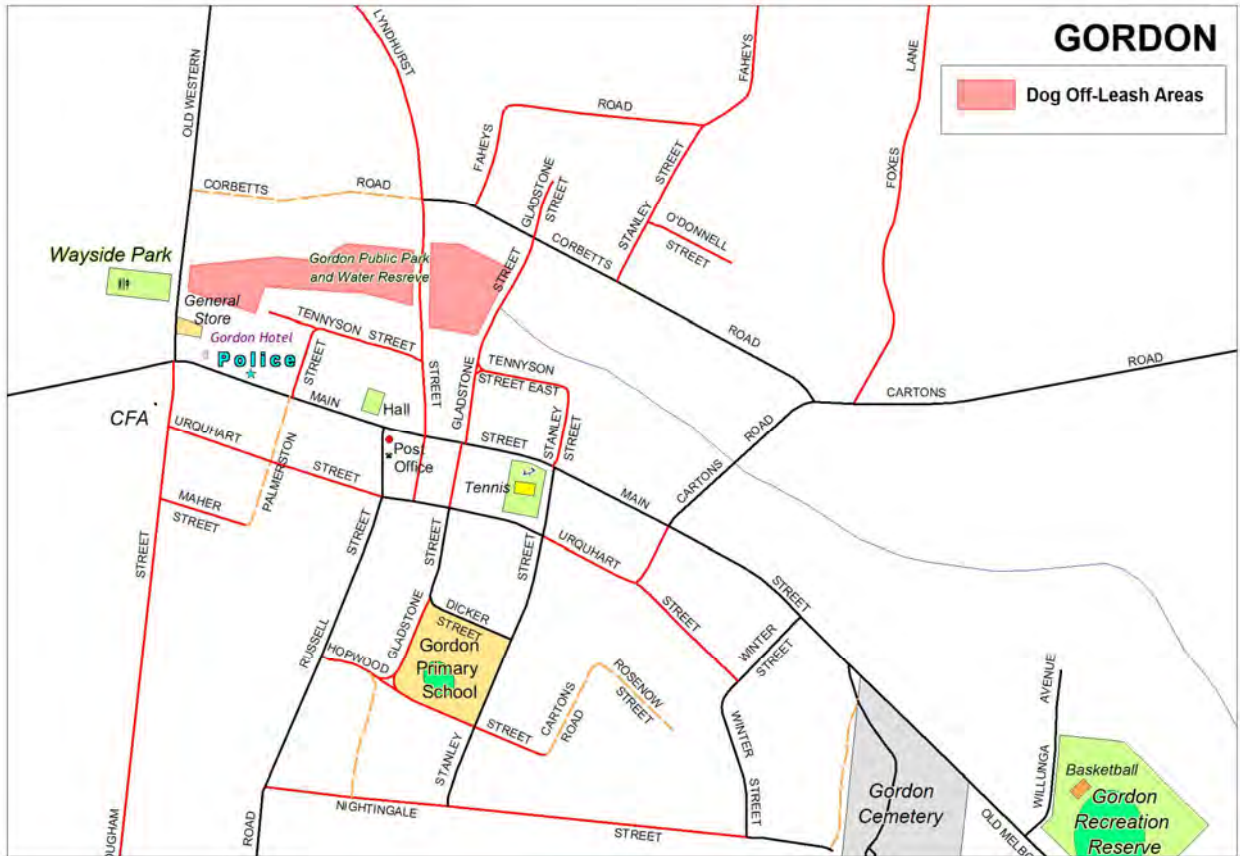 GORDON
Dog Off-Leash Areas
OLD WESTERN
LYNDHURST
FAHEYS
LANE
ROAD
FAHEYS
GLADSTONE
STREET
STREET
STANLEY
FOXES
CORBETTS
ROAD
O'DONNELL
STREET
CORBETTS
Wayside Park
Gordon Public Park
and Water Resreve
STREET
General
Store
TENNYSON
STREET
Gordon Hotel
Police
STREET
ROAD
ROAD
CARTONS
GLADSTONE
STREET
TENNYSON
STREET EAST
MAIN
Hall
STANLEY
STREET
STREET
CFA
URQUHART
STREET
PALMERSTON
Post
Office
ROAD
CARTONS
MAIN
Tennis
MAHER
STREET
STREET
STREET
STREET
STREET
URQUHART
STREET
STREET
DICKER
STREET
GLADSTONE
RUSSELL
HOPWOOD
Gordon
Primary
School
WINTER
STREET
ROSENOW
STREET
CARTONS
ROAD
STREET
STANLEY
WINTER
STREET
AVENUE
WILLUNGA
Basketball
Gordon
Recreation
Reserve
Gordon
Cemetery
NIGHTINGALE
STREET
ROAD
OUGHAM
OLD MELBO